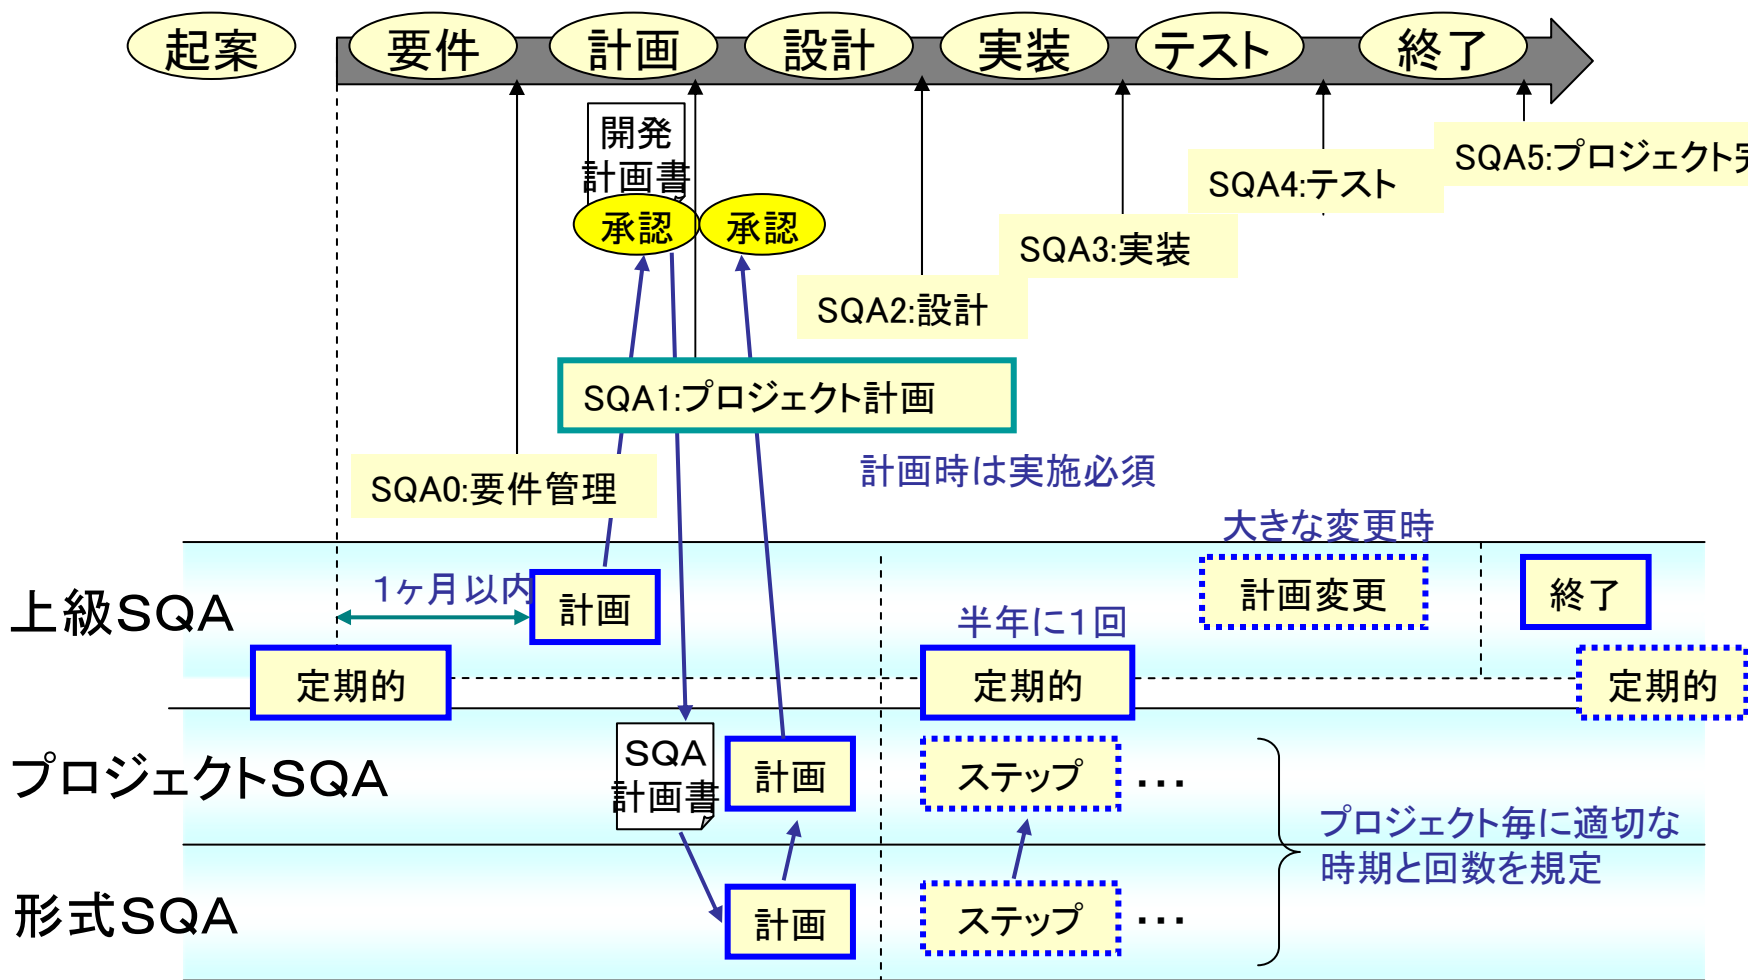 起案
要件
計画
設計
実装
テスト
終了
開発
計画書
承認
承認
SQA5:プロジェクト完
SQA4:テスト
SQA3:実装
SQA2:設計
SQA1:プロジェクト計画
SQA0:要件管理
計画時は実施必須
大きな変更時
上級SQA
1ヶ月以内
計画
半年に1回
計画変更
終了
定期的
定期的
定期的
プロジェクトSQA
SQA
計画書
計画
ステップ
・・・
プロジェクト毎に適切な
時期と回数を規定
形式SQA
計画
ステップ
・・・